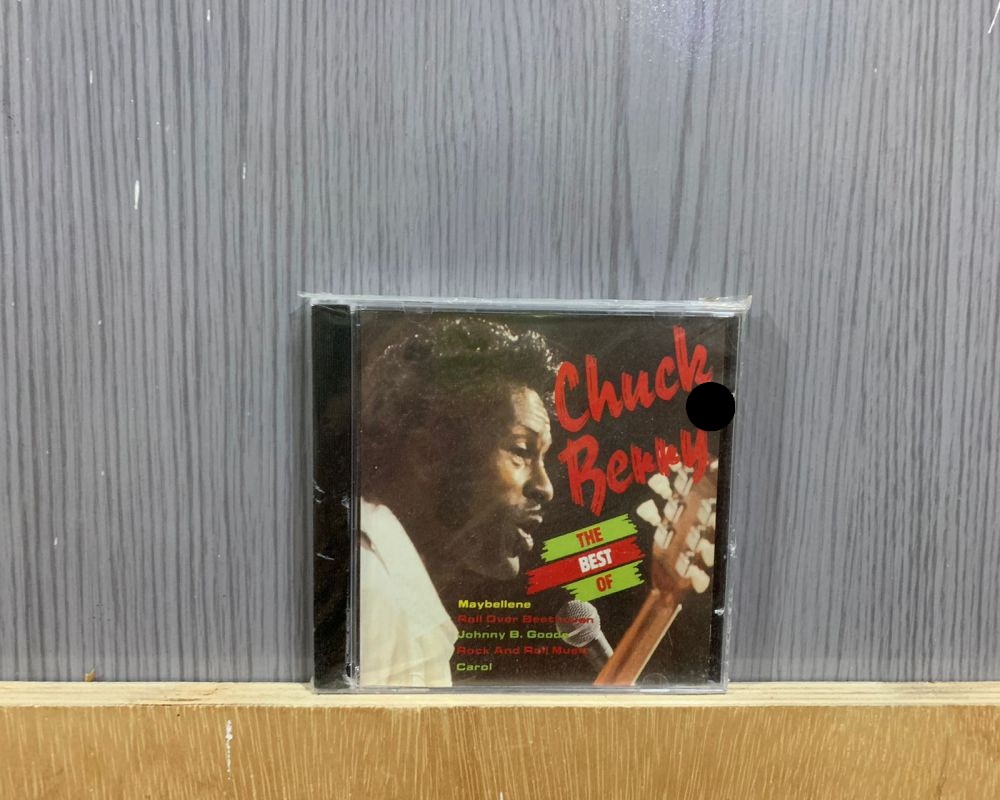 Chuck
Berry
THE
BEST
OF
Maybellene
Roll Over Beethoven
Johnny B. Goode
Rock And Roll Music
Carol